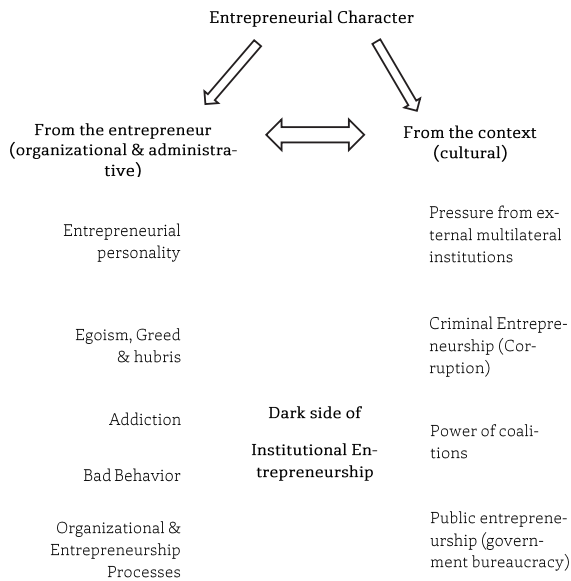 Entrepreneurial Character
From the entrepreneur
(organizational & administra-
tive)
From the context
(cultural)
Entrepreneurial
personality
Egoism, Greed
& hubris
Addiction
Bad Behavior
Organizational &
Entrepreneurship
Processes
Dark side of
Institutional En-
trepreneurship
Pressure from ex-
ternal multilateral
institutions
Criminal Entrepre-
neurship (Cor-
ruption)
Power of coali-
tions
Public entreprene-
urship (govern-
ment bureaucracy)